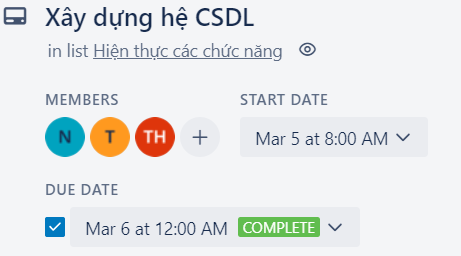 Xây dựng hệ CSDL
in list Hiện thực các chức năng
MEMBERS
N T TH +
START DATE
Mar 5 at 8:00 AM
DUE DATE
Mar 6 at 12:00 AM COMPLETE